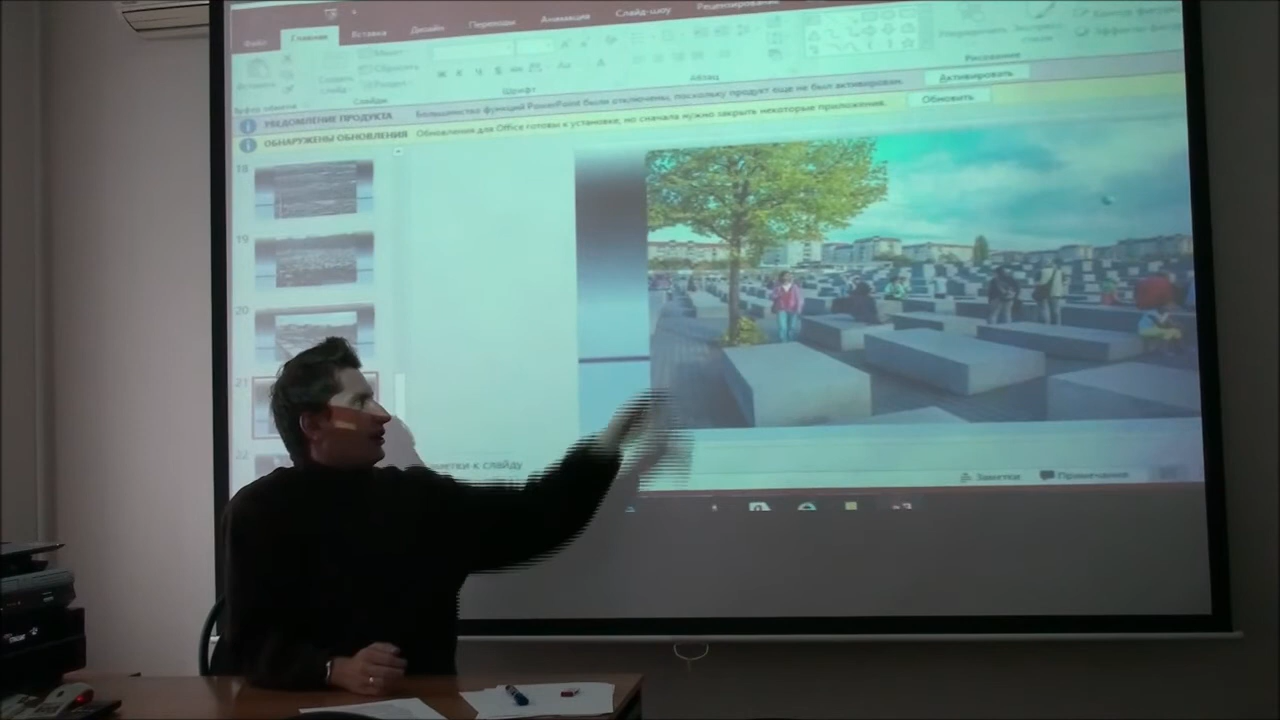 Файл Главная Вставка Дизайн Переходы Анимация Слайд-шоу Рецензирование
Ж К Ч S
Слайды Шрифт Абзац Рисование
УВЕДОМЛЕНИЕ ПРОДУКТА Большинство функций PowerPoint были отключены, поскольку продукт еще не был активирован. Активировать
ОБНАРУЖЕНЫ ОБНОВЛЕНИЯ Обновления для Office готовы к установке, но сначала нужно закрыть некоторые приложения. Обновить
18
19
20
21
22
метки к слайду
Заметки Примечания